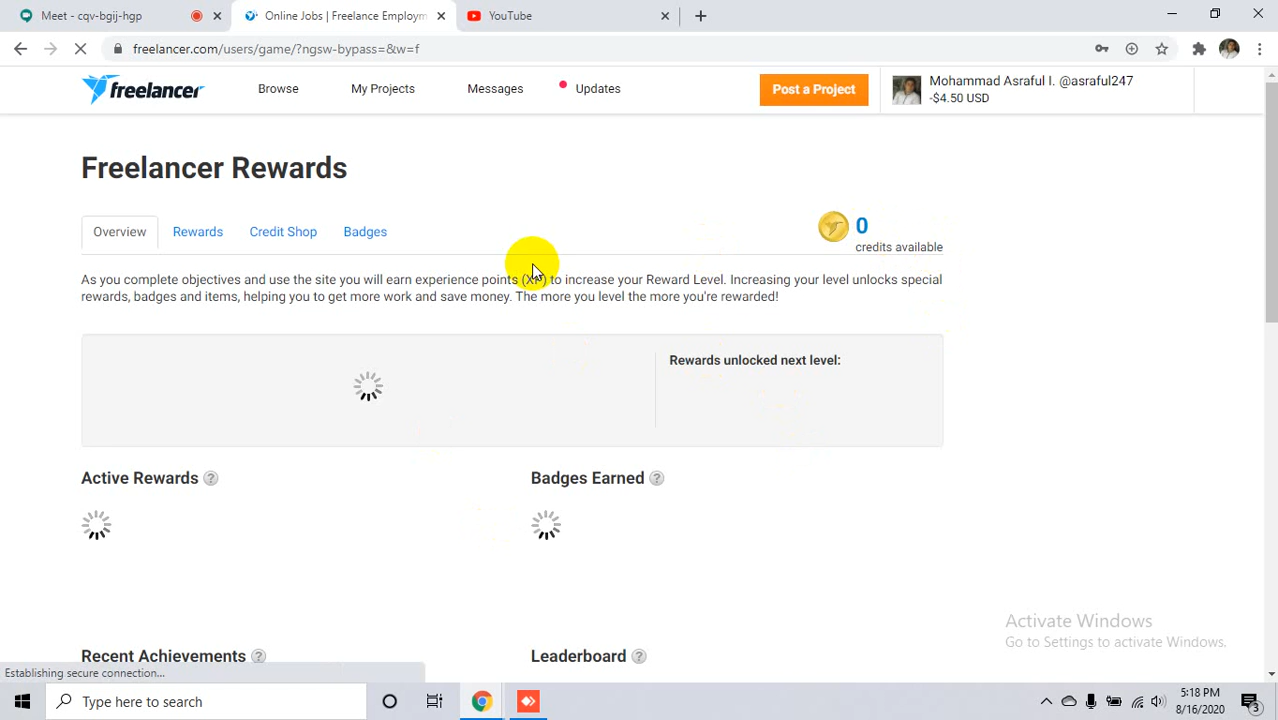 Meet - cqv-bgij-hgp
Online Jobs | Freelance Employm
YouTube
freelancer.com/users/game/?ngsw-bypass=&w=f
freelancer
Browse
My Projects
Messages
Updates
Post a Project
Mohammad Asraful I. @asraful247
-$4.50 USD
Freelancer Rewards
Overview
Rewards
Credit Shop
Badges
0
credits available
As you complete objectives and use the site you will earn experience points (XP) to increase your Reward Level. Increasing your level unlocks special
rewards, badges and items, helping you to get more work and save money. The more you level the more you're rewarded!
Rewards unlocked next level:
Active Rewards ?
Badges Earned ?
Recent Achievements ?
Leaderboard ?
Activate Windows
Go to Settings to activate Windows.
Establishing secure connection...
Type here to search
5:18 PM
8/16/2020
3